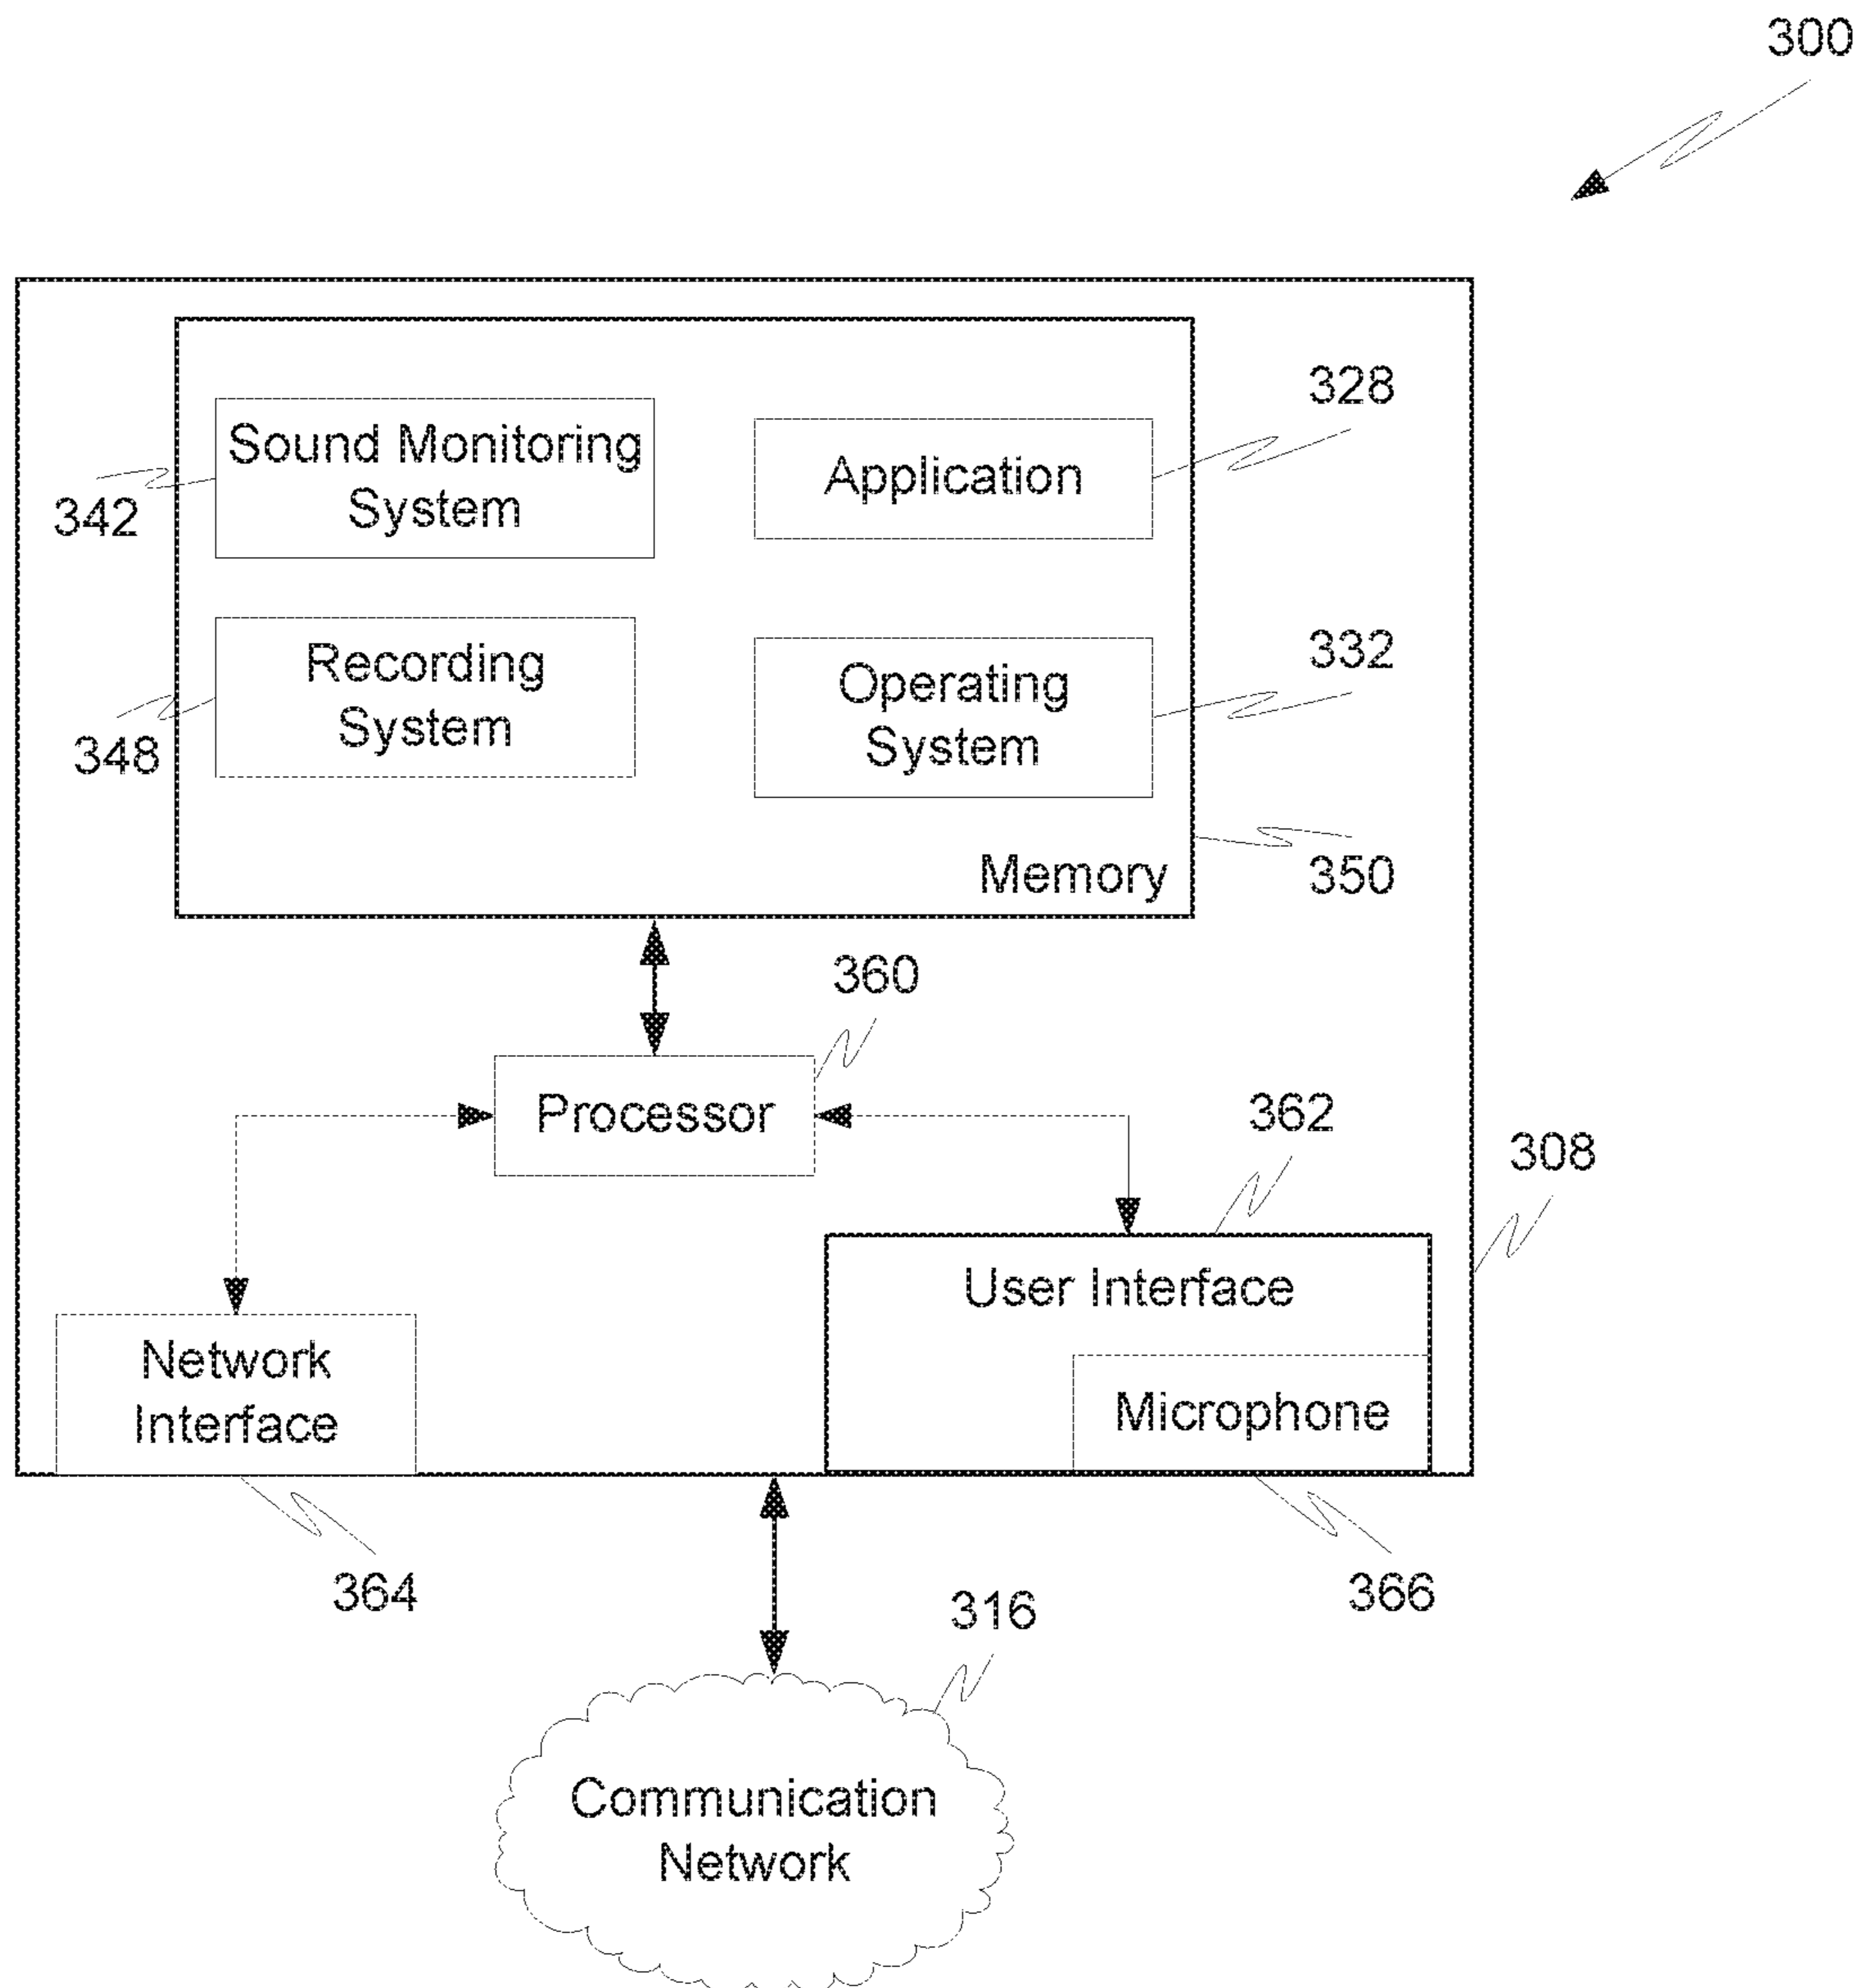 300
328
Sound Monitoring
System
Application
342
332
Recording
System
Operating
System
348
Memory
350
360
Processor
362
308
User Interface
Network
Interface
Microphone
364
366
316
Communication
Network